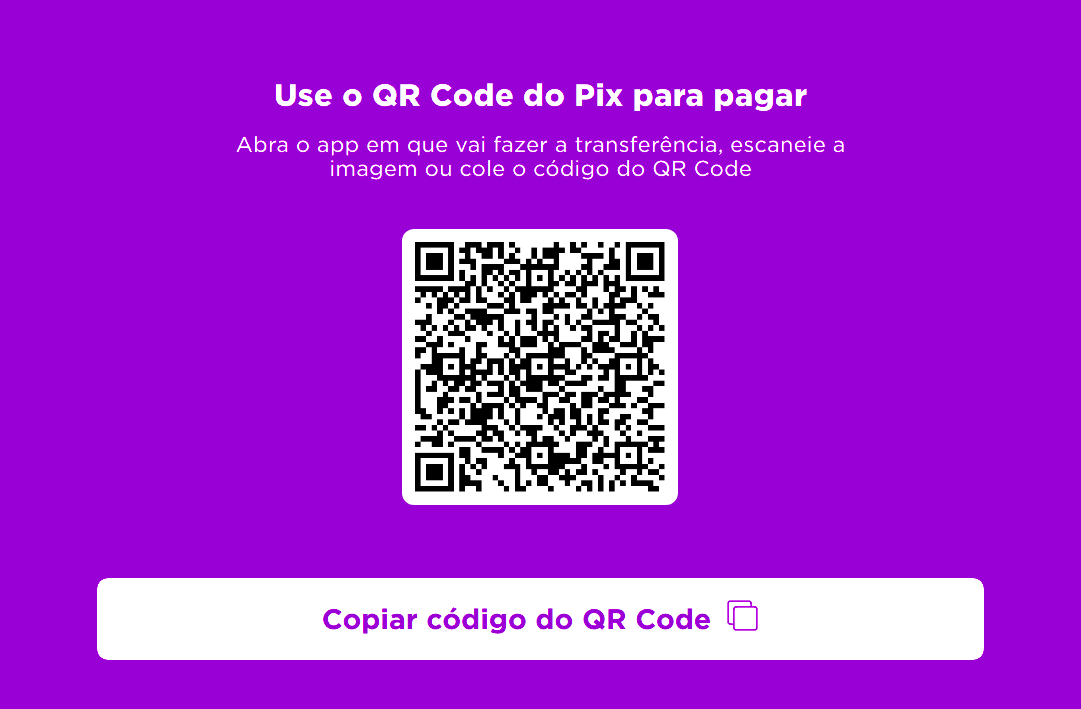 Use o QR Code do Pix para pagar
Abra o app em que vai fazer a transferência, escaneie a
imagem ou cole o código do QR Code
Copiar código do QR Code